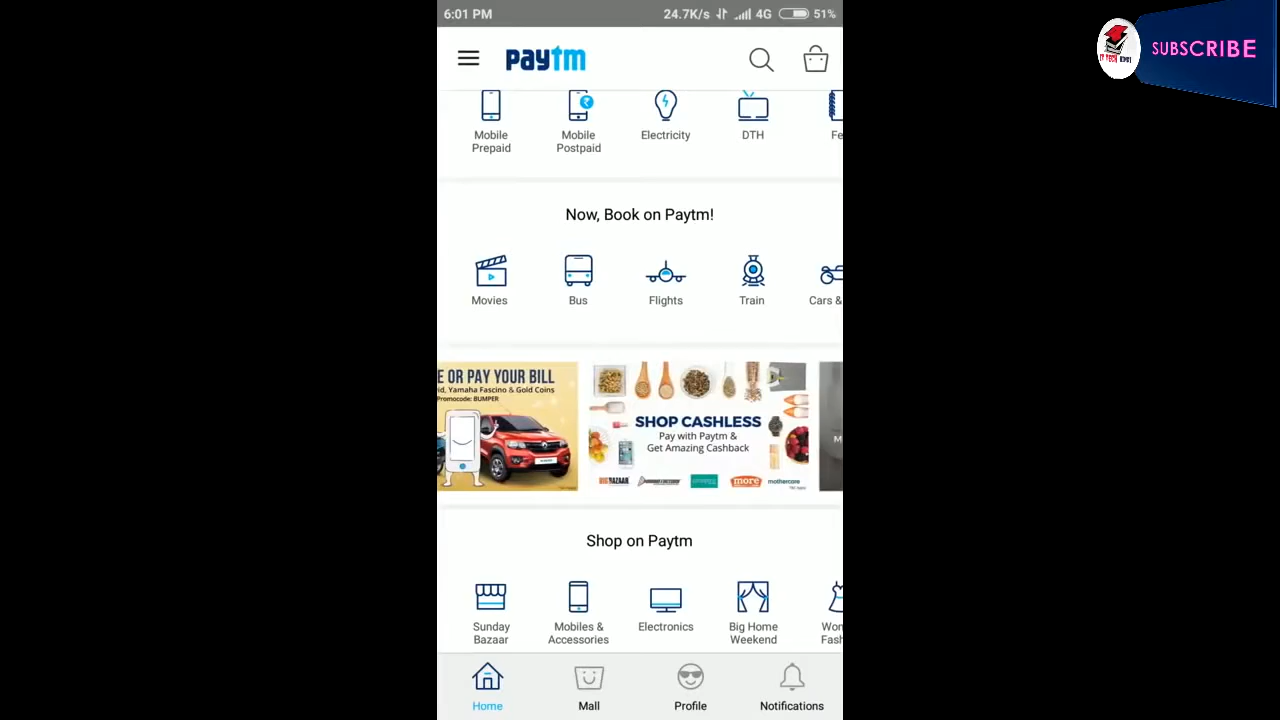 6:01 PM
24.7K/s
4G
51%
paytm
SUBSCRIBE
Mobile
Prepaid
Mobile
Postpaid
Electricity
DTH
Fe
Now, Book on Paytm!
Movies
Bus
Flights
Train
Cars &
E OR PAY YOUR BILL
id, Yamaha Fascino & Gold Coins
Promocode: BUMPER
SHOP CASHLESS
Pay with Paytm &
Get Amazing Cashback
BIG BAZAAR
more
mothercare
M
Shop on Paytm
Sunday
Bazaar
Mobiles &
Accessories
Electronics
Big Home
Weekend
Won
Fash
Home
Mall
Profile
Notifications